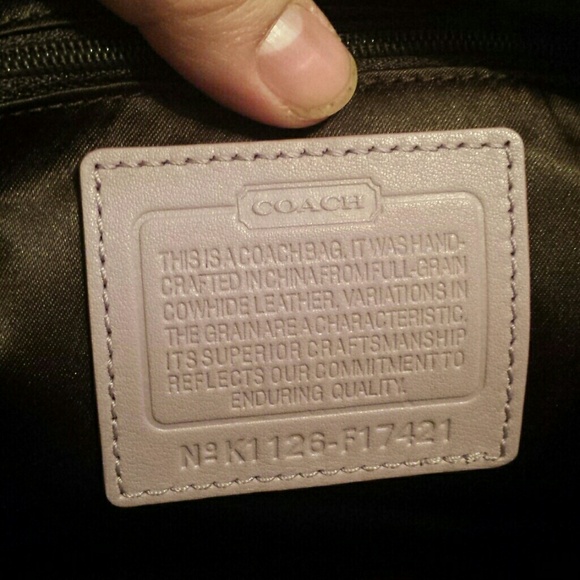 COACH
THIS IS A COACH BAG. IT WAS HAND-
CRAFTED IN CHINA FROM FULL-GRAIN
COWHIDE LEATHER. VARIATIONS IN
THE GRAIN ARE A CHARACTERISTIC.
ITS SUPERIOR CRAFTSMANSHIP
REFLECTS OUR COMMITMENT TO
ENDURING QUALITY.
Nº K1126-F17421